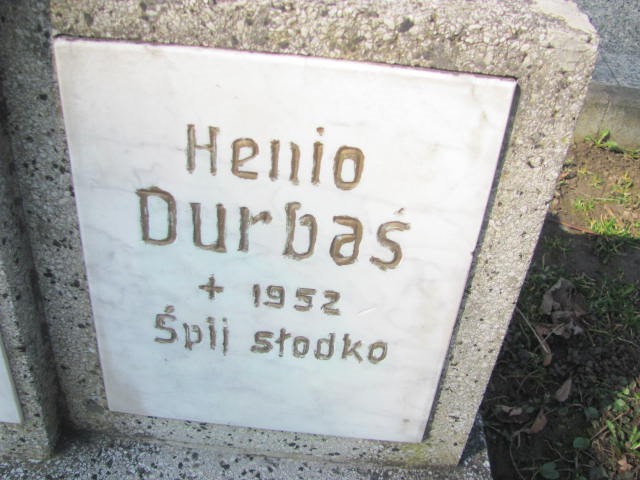 Henio
Durbaś
+ 1952
Śpij słodko